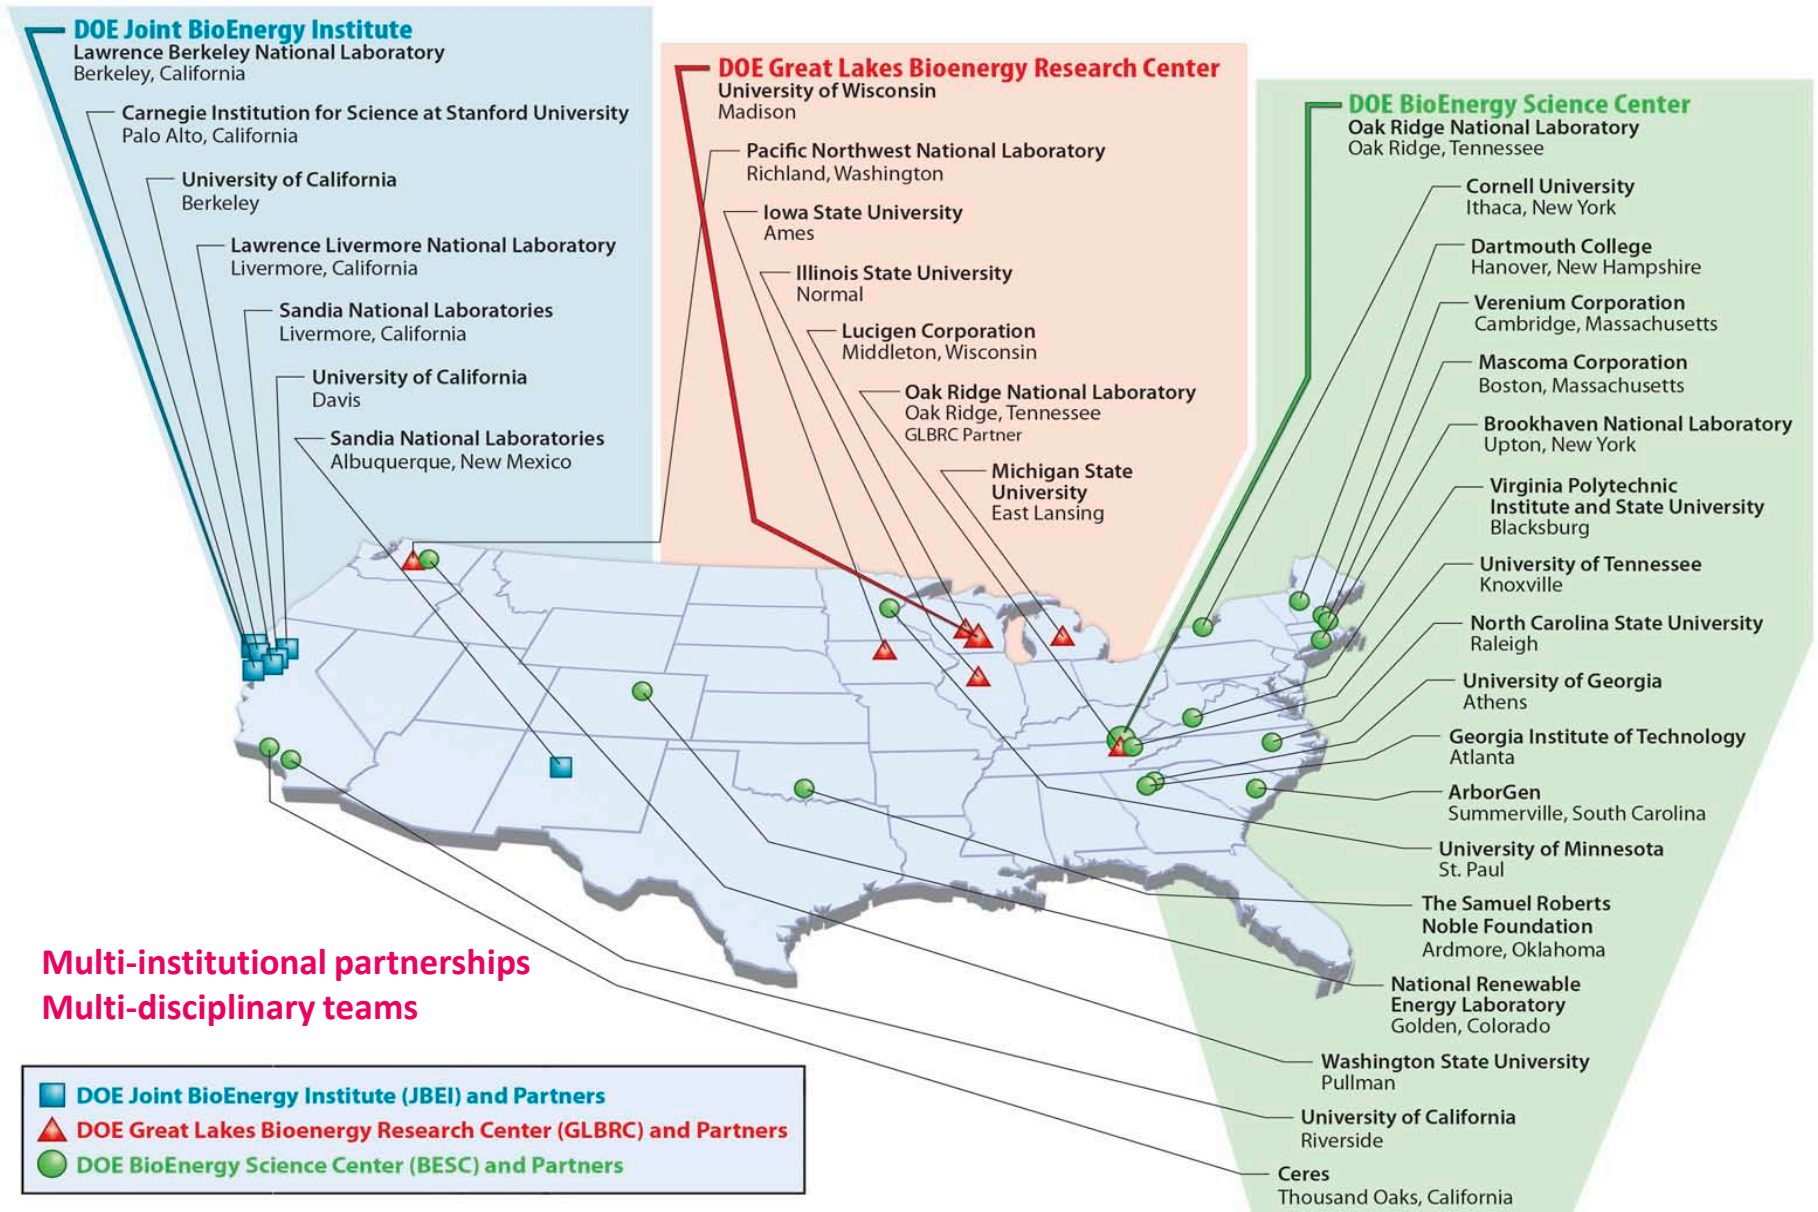 DOE Joint BioEnergy Institute
Lawrence Berkeley National Laboratory
Berkeley, California
Carnegie Institution for Science at Stanford University
Palo Alto, California
University of California
Berkeley
Lawrence Livermore National Laboratory
Livermore, California
Sandia National Laboratories
Livermore, California
University of California
Davis
Sandia National Laboratories
Albuquerque, New Mexico
DOE Great Lakes Bioenergy Research Center
University of Wisconsin
Madison
Pacific Northwest National Laboratory
Richland, Washington
Iowa State University
Ames
Illinois State University
Normal
Lucigen Corporation
Middleton, Wisconsin
Oak Ridge National Laboratory
Oak Ridge, Tennessee
GLBRC Partner
Michigan State
University
East Lansing
DOE BioEnergy Science Center
Oak Ridge National Laboratory
Oak Ridge, Tennessee
Cornell University
Ithaca, New York
Dartmouth College
Hanover, New Hampshire
Verenium Corporation
Cambridge, Massachusetts
Mascoma Corporation
Boston, Massachusetts
Brookhaven National Laboratory
Upton, New York
Virginia Polytechnic
Institute and State University
Blacksburg
University of Tennessee
Knoxville
North Carolina State University
Raleigh
University of Georgia
Athens
Georgia Institute of Technology
Atlanta
ArborGen
Summerville, South Carolina
University of Minnesota
St. Paul
The Samuel Roberts
Noble Foundation
Ardmore, Oklahoma
National Renewable
Energy Laboratory
Golden, Colorado
Washington State University
Pullman
University of California
Riverside
Ceres
Thousand Oaks, California
Multi-institutional partnerships
Multi-disciplinary teams
DOE Joint BioEnergy Institute (JBEI) and Partners
DOE Great Lakes Bioenergy Research Center (GLBRC) and Partners
DOE BioEnergy Science Center (BESC) and Partners